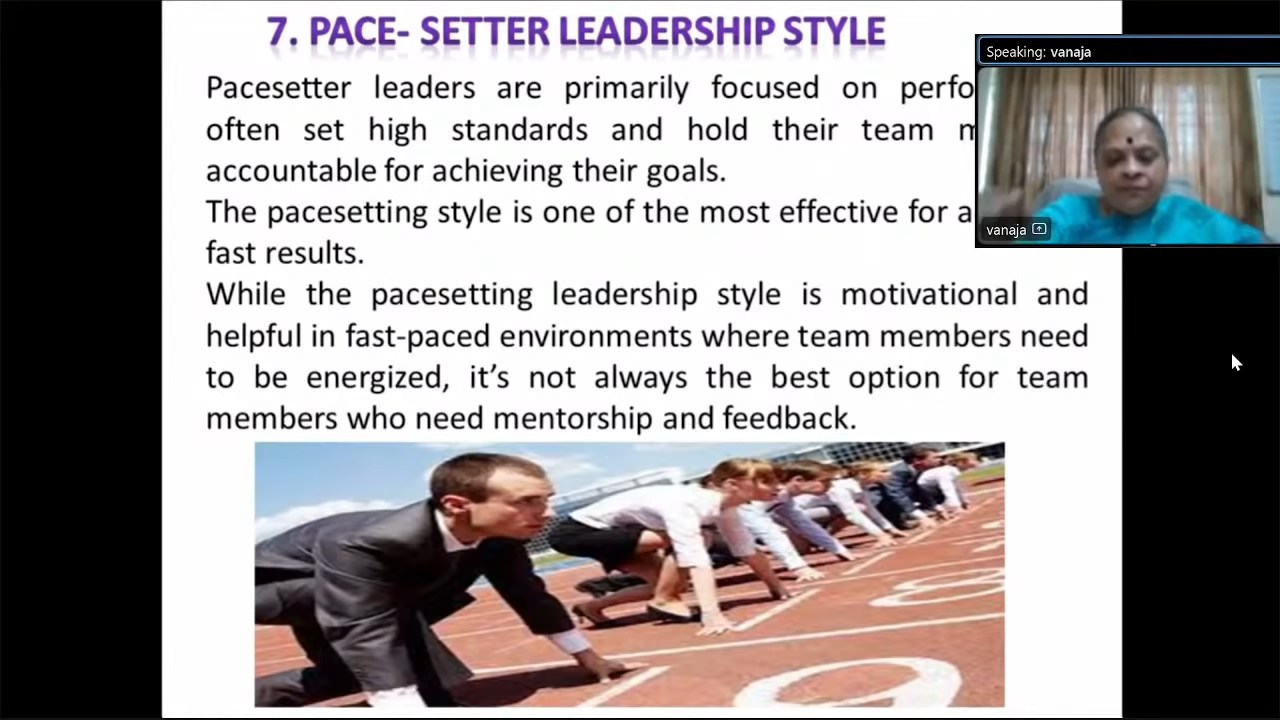 7. PACE- SETTER LEADERSHIP STYLE
Speaking: vanaja
Pacesetter leaders are primarily focused on
often set high standards and hold their team
accountable for achieving their goals.
The pacesetting style is one of the most effective for
fast results.
vanaja
While the pacesetting leadership style is motivational and
helpful in fast-paced environments where team members need
to be energized, it's not always the best option for team
members who need mentorship and feedback.